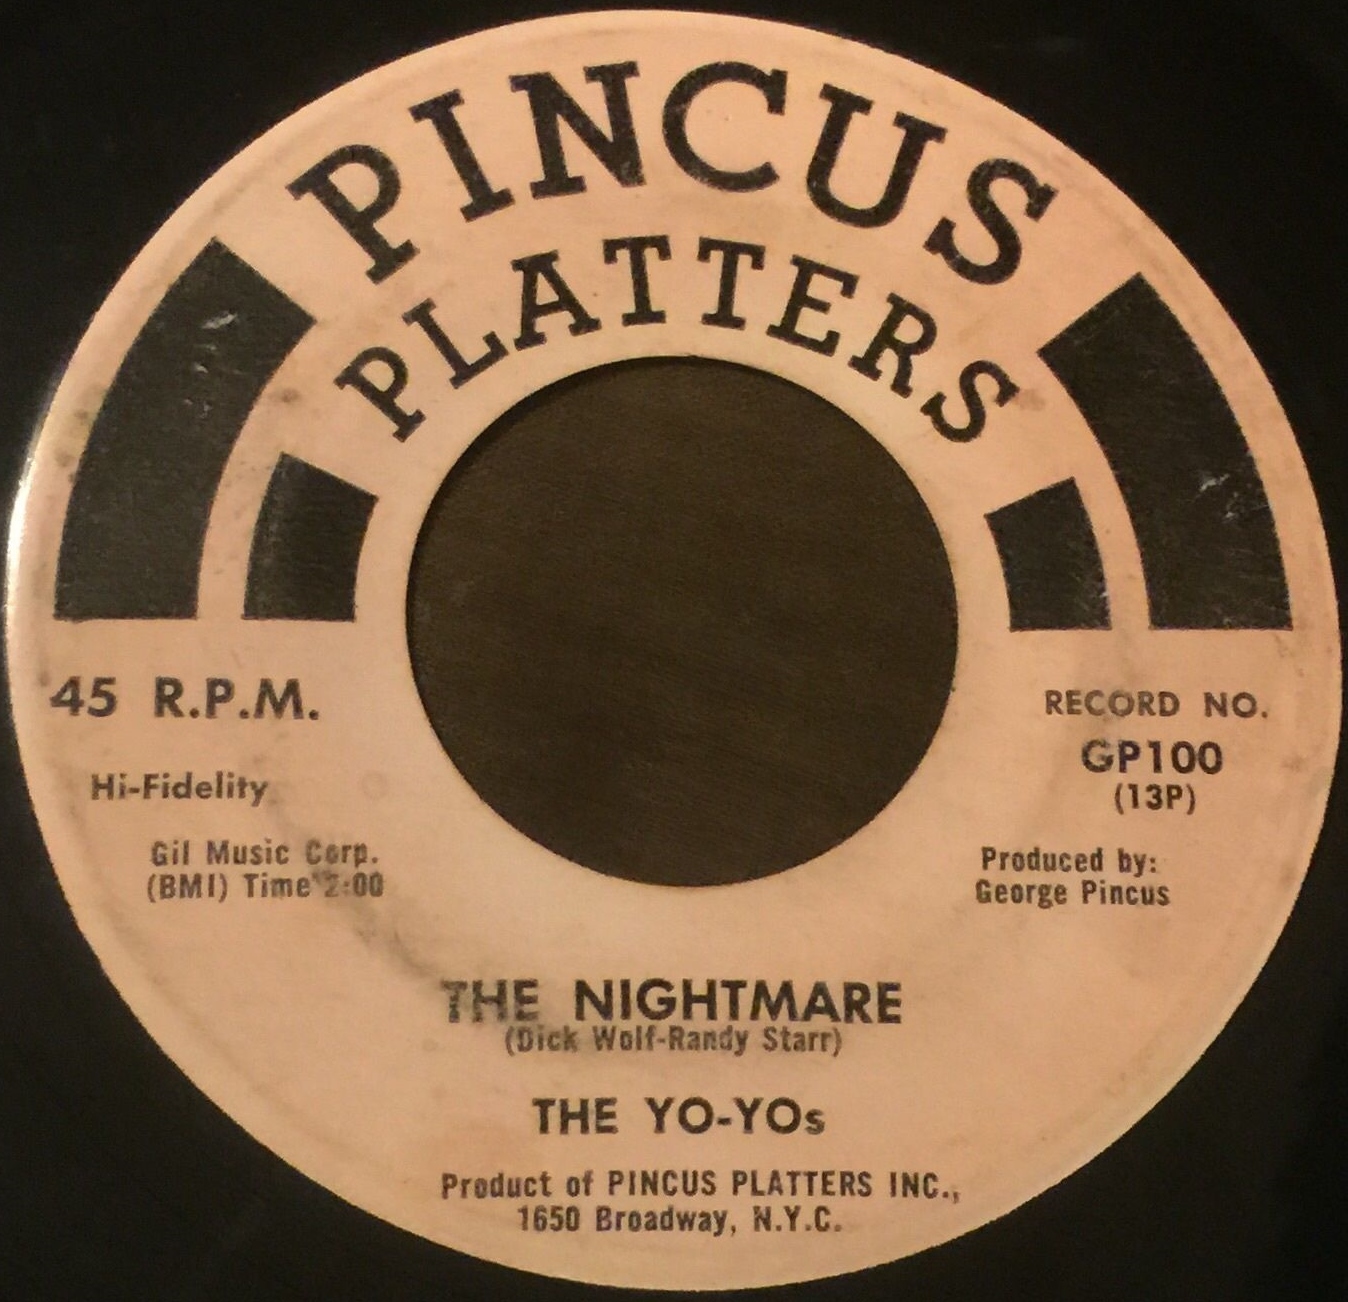 PINCUS
PLATTERS
45 R.P.M.
Hi-Fidelity
Gil Music Corp.
(BMI) Time 2:00
RECORD NO.
GP100
(13P)
Produced by:
George Pincus
THE NIGHTMARE
(Dick Wolf-Randy Starr)
THE YO-YOs
Product of PINCUS PLATTERS INC.,
1650 Broadway, N.Y.C.